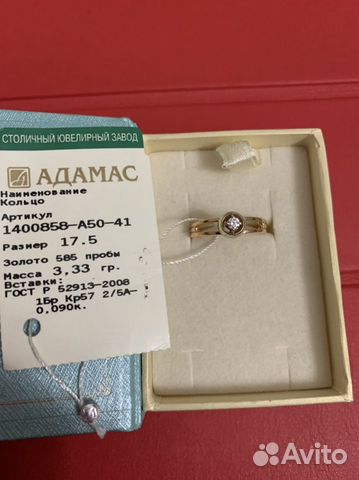 СТОЛИЧНЫЙ ЮВЕЛИРНЫЙ ЗАВОД
АДАМАС
Наименование
Кольцо
Артикул
1400858-А50-41
Размер 17.5
Золото 585 пробы
Масса 3,33 гр.
Вставки:
ГОСТ Р 52913-2008
1Бр Кр57 2/5А-
0,090к.
Avito